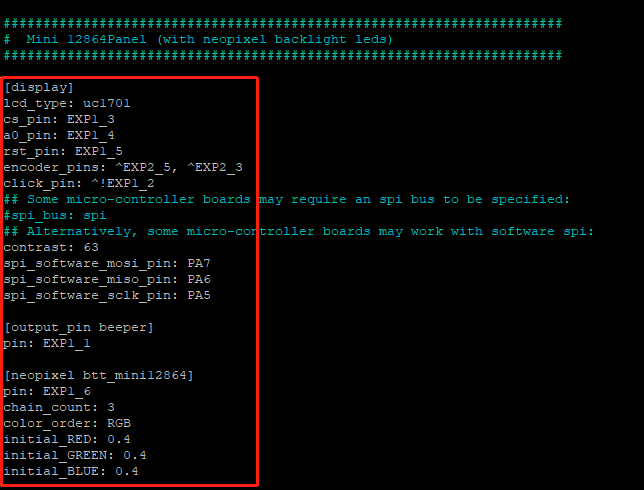 #####################################################################
#  Mini 12864Panel (with neopixel backlight leds)
#####################################################################
[display]
lcd_type: uc1701
cs_pin: EXP1_3
a0_pin: EXP1_4
rst_pin: EXP1_5
encoder_pins: ^EXP2_5, ^EXP2_3
click_pin: ^!EXP1_2
## Some micro-controller boards may require an spi bus to be specified:
#spi_bus: spi
## Alternatively, some micro-controller boards may work with software spi:
contrast: 63
spi_software_mosi_pin: PA7
spi_software_miso_pin: PA6
spi_software_sclk_pin: PA5
[output_pin beeper]
pin: EXP1_1
[neopixel btt_mini12864]
pin: EXP1_6
chain_count: 3
color_order: RGB
initial_RED: 0.4
initial_GREEN: 0.4
initial_BLUE: 0.4